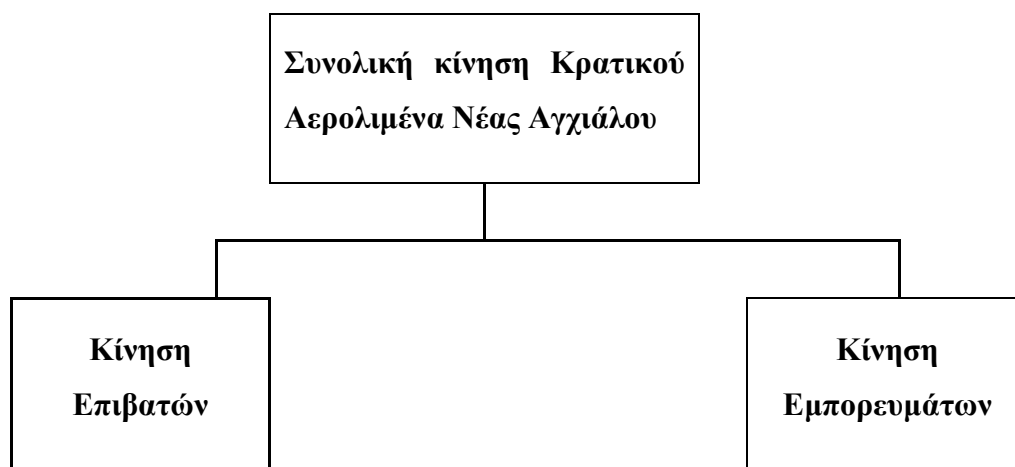 Συνολική κίνηση Κρατικού
Αερολιμένα Νέας Αγχιάλου
Κίνηση
Επιβατών
Κίνηση
Εμπορευμάτων